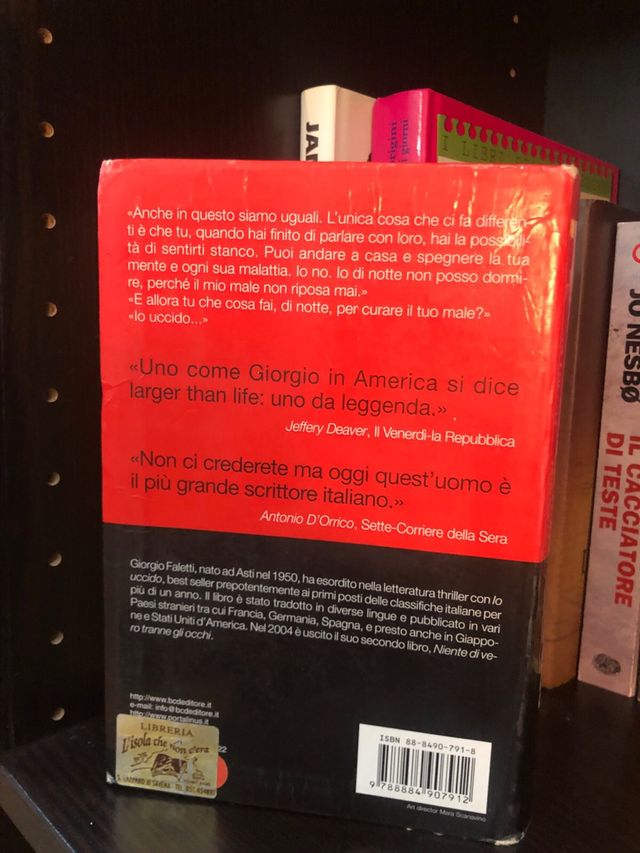 JA
origini
i giorni
I LIBRI
«Anche in questo siamo uguali. L'unica cosa che ci fa differen-
ti è che tu, quando hai finito di parlare con loro, hai la possibili-
tà di sentirti stanco. Puoi andare a casa e spegnere la tua
mente e ogni sua malattia. Io no. Io di notte non posso dormi-
re, perché il mio male non riposa mai.»
«E allora tu che cosa fai, di notte, per curare il tuo male?»
«Io uccido...»
«Uno come Giorgio in America si dice
larger than life: uno da leggenda.»
Jeffery Deaver, Il Venerdì-la Repubblica
«Non ci crederete ma oggi quest'uomo è
il più grande scrittore italiano.»
Antonio D'Orrico, Sette-Corriere della Sera
Giorgio Faletti, nato ad Asti nel 1950, ha esordito nella letteratura thriller con Io
uccido, best seller prepotentemente ai primi posti delle classifiche italiane per
più di un anno. Il libro è stato tradotto in diverse lingue e pubblicato in vari
Paesi stranieri tra cui Francia, Germania, Spagna, e presto anche in Giappo-
ne e Stati Uniti d'America. Nel 2004 è uscito il suo secondo libro, Niente di ve-
ro tranne gli occhi.
http://www.bcdeditore.it
e-mail: info@bcdeditore.it
http://www.portalinus.it
22
LIBRERIA
L'isola che non c'era
S. LAZZARO di SAVENA
ISBN 88-8490-791-8
9 788884 907912
Art director Mara Scanavino
JO NESBØ
IL CACCIATORE
DI TESTE